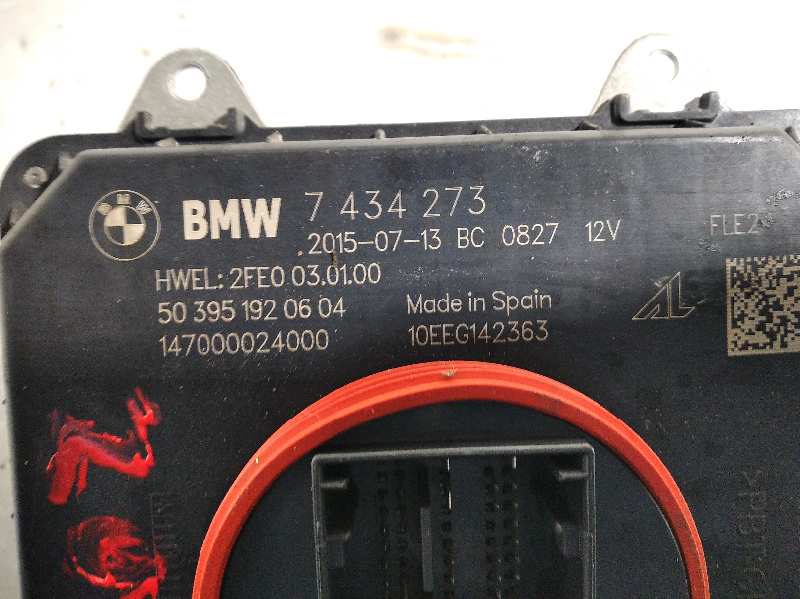 BMW 7 434 273
.2015-07-13 BC 0827 12V FLE2
HWEL: 2FE0 03.01.00
50 395 192 06 04 Made in Spain
147000024000 10EEG142363
AL